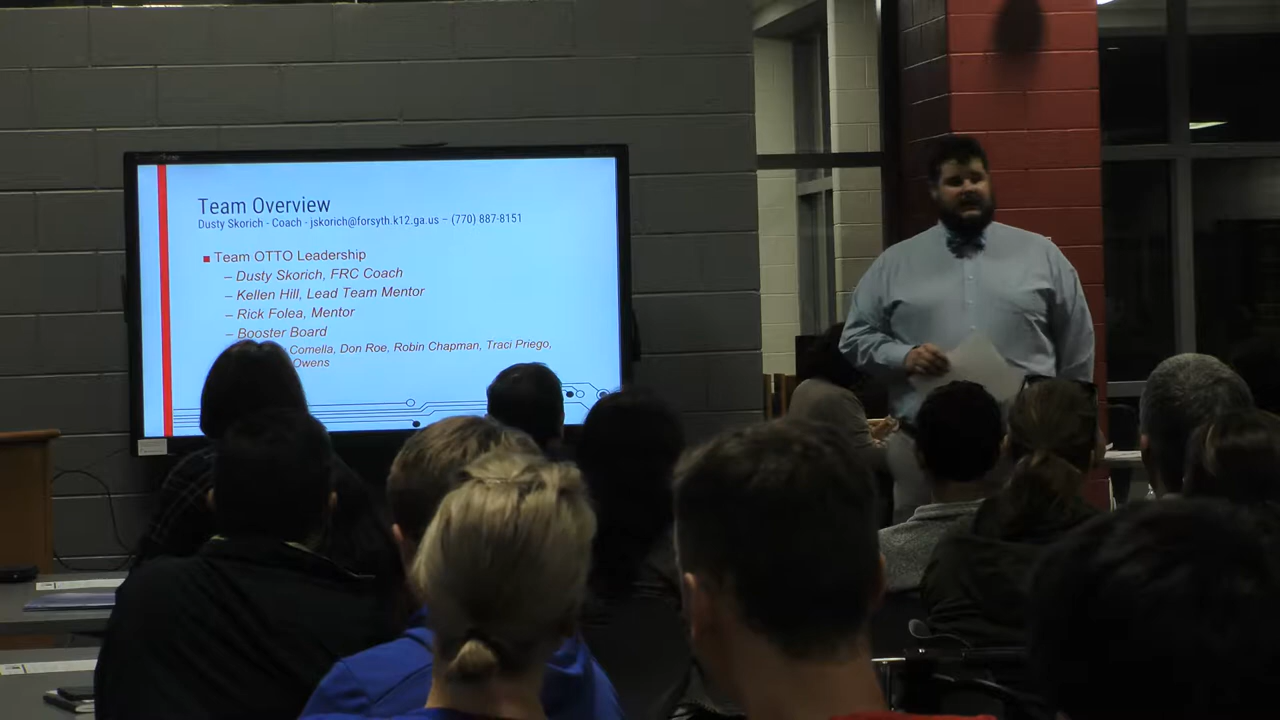 Team Overview
Dusty Skorich - Coach - jskorich@forsyth.k12.ga.us – (770) 887-8151
■ Team OTTO Leadership
– Dusty Skorich, FRC Coach
– Kellen Hill, Lead Team Mentor
– Rick Folea, Mentor
– Booster Board
Comella, Don Roe, Robin Chapman, Traci Priego,
Owens